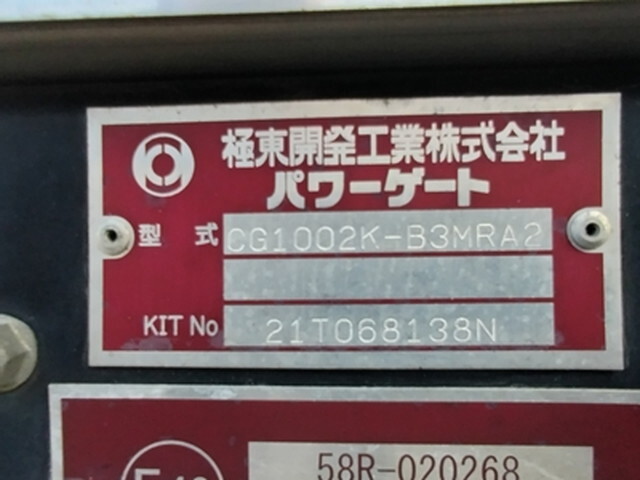 極東開発工業株式会社
パワーゲート
型 式 CG1002K-B3MRA2
KIT No 21T068138N
58R-020268